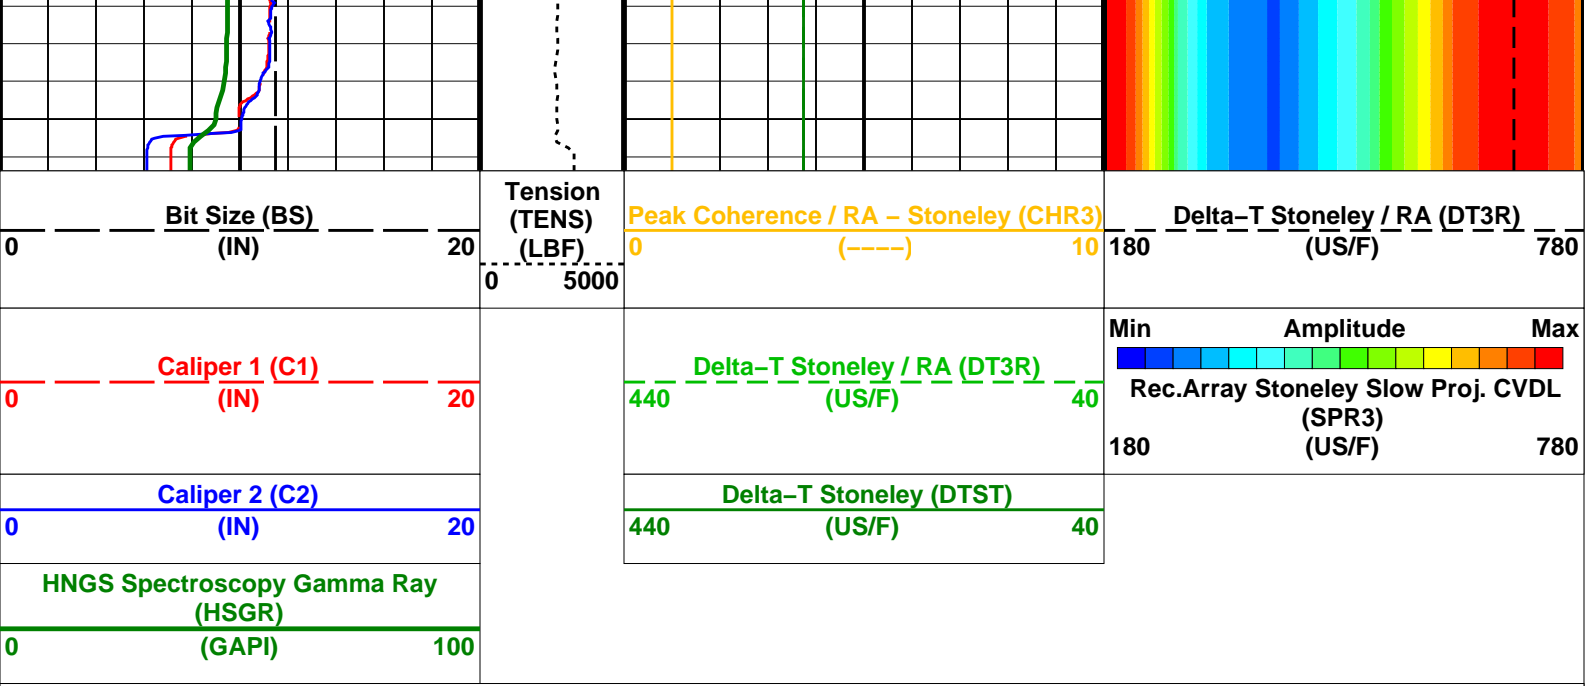 Bit Size (BS)
0 (IN) 20
Tension
(TENS)
(LBF)
0 5000
Peak Coherence / RA – Stoneley (CHR3)
0 (––––) 10
Delta–T Stoneley / RA (DT3R)
180 (US/F) 780
Caliper 1 (C1)
0 (IN) 20
Delta–T Stoneley / RA (DT3R)
440 (US/F) 40
Min Amplitude Max
Rec.Array Stoneley Slow Proj. CVDL
(SPR3)
180 (US/F) 780
Caliper 2 (C2)
0 (IN) 20
Delta–T Stoneley (DTST)
440 (US/F) 40
HNGS Spectroscopy Gamma Ray
(HSGR)
0 (GAPI) 100